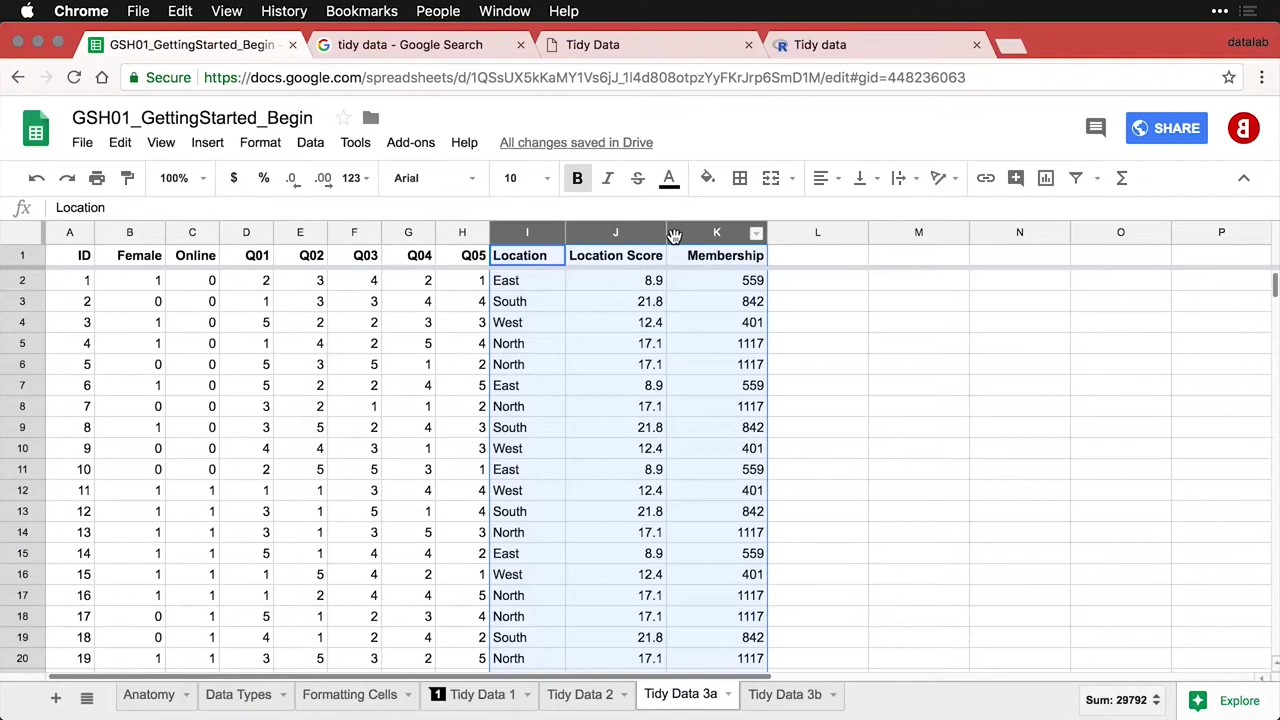 Chrome File Edit View History Bookmarks People Window Help
GSH01_GettingStarted_Begin tidy data - Google Search Tidy Data Tidy data datalab
Secure https://docs.google.com/spreadsheets/d/1QSsUX5kKaMY1Vs6jJ_1l4d808otpzYyFKrJrp6SmD1M/edit#gid=448236063
GSH01_GettingStarted_Begin
SHARE
File Edit View Insert Format Data Tools Add-ons Help All changes saved in Drive
100% $ % .0 .00 123 Arial 10 B I S A
fx Location
A B C D E F G H I J K L M N O P
1 ID Female Online Q01 Q02 Q03 Q04 Q05 Location Location Score Membership
2 1 1 0 2 3 4 2 1 East 8.9 559
3 2 0 0 1 3 3 4 4 South 21.8 842
4 3 1 0 5 2 2 3 3 West 12.4 401
5 4 1 0 1 4 2 5 4 North 17.1 1117
6 5 0 0 5 3 5 1 2 North 17.1 1117
7 6 1 0 5 2 2 4 5 East 8.9 559
8 7 0 0 3 2 1 1 2 North 17.1 1117
9 8 1 0 3 5 2 4 3 South 21.8 842
10 9 0 0 4 4 3 1 3 West 12.4 401
11 10 0 0 2 5 5 3 1 East 8.9 559
12 11 1 1 1 1 3 4 4 West 12.4 401
13 12 1 1 3 1 5 1 4 South 21.8 842
14 13 1 1 3 1 4 5 3 North 17.1 1117
15 14 1 1 5 1 4 4 2 East 8.9 559
16 15 1 1 1 5 4 2 1 West 12.4 401
17 16 1 1 1 2 4 4 5 North 17.1 1117
18 17 0 1 5 1 2 3 4 North 17.1 1117
19 18 0 1 4 1 2 4 2 South 21.8 842
20 19 1 1 3 5 3 2 5 North 17.1 1117
Anatomy Data Types Formatting Cells 1 Tidy Data 1 Tidy Data 2 Tidy Data 3a Tidy Data 3b Sum: 29792 Explore